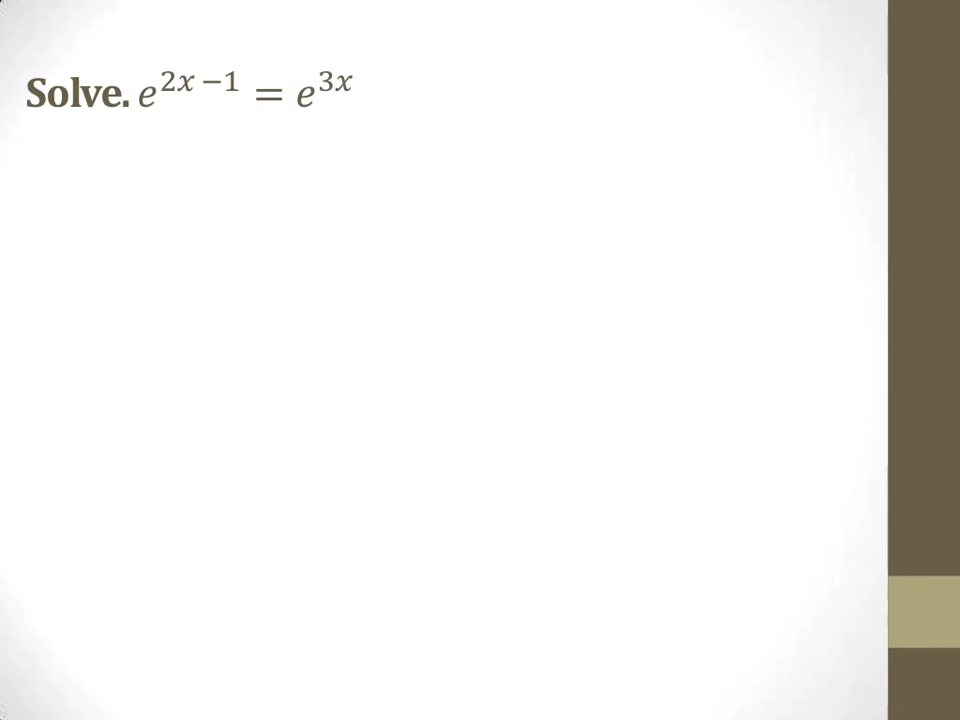 Solve. $e^{2x-1} = e^{3x}$